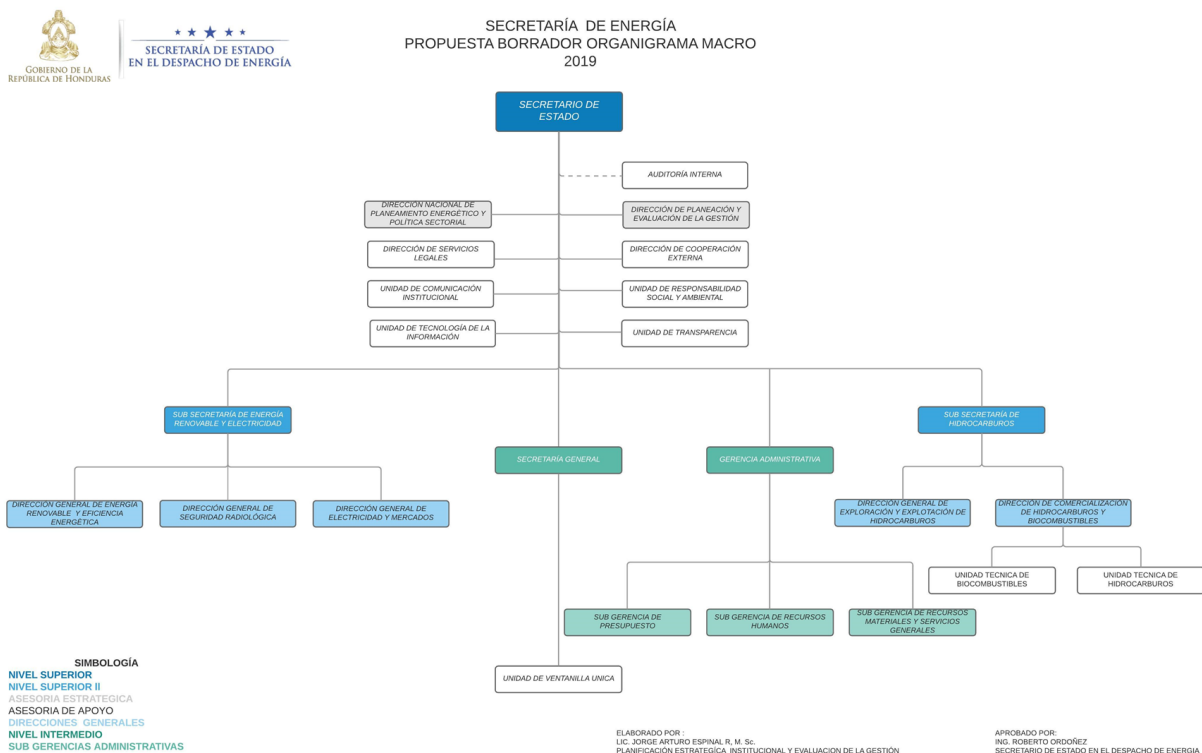 SECRETARÍA DE ENERGÍA
PROPUESTA BORRADOR ORGANIGRAMA MACRO
2019
GOBIERNO DE LA
REPÚBLICA DE HONDURAS
SECRETARÍA DE ESTADO
EN EL DESPACHO DE ENERGÍA
SECRETARIO DE
ESTADO
AUDITORÍA INTERNA
DIRECCIÓN NACIONAL DE
PLANEAMIENTO ENERGÉTICO Y
POLÍTICA SECTORIAL
DIRECCIÓN DE PLANEACIÓN Y
EVALUACIÓN DE LA GESTIÓN
DIRECCIÓN DE SERVICIOS
LEGALES
DIRECCIÓN DE COOPERACIÓN
EXTERNA
UNIDAD DE COMUNICACIÓN
INSTITUCIONAL
UNIDAD DE RESPONSABILIDAD
SOCIAL Y AMBIENTAL
UNIDAD DE TECNOLOGÍA DE LA
INFORMACIÓN
UNIDAD DE TRANSPARENCIA
SUB SECRETARÍA DE ENERGÍA
RENOVABLE Y ELECTRICIDAD
SUB SECRETARÍA DE
HIDROCARBUROS
SECRETARÍA GENERAL
GERENCIA ADMINISTRATIVA
DIRECCIÓN GENERAL DE ENERGÍA
RENOVABLE Y EFICIENCIA
ENERGÉTICA
DIRECCIÓN GENERAL DE
SEGURIDAD RADIOLÓGICA
DIRECCIÓN GENERAL DE
ELECTRICIDAD Y MERCADOS
DIRECCIÓN GENERAL DE
EXPLORACIÓN Y EXPLOTACIÓN DE
HIDROCARBUROS
DIRECCIÓN DE COMERCIALIZACIÓN
DE HIDROCARBUROS Y
BIOCOMBUSTIBLES
UNIDAD TECNICA DE
BIOCOMBUSTIBLES
UNIDAD TECNICA DE
HIDROCARBUROS
SUB GERENCIA DE
PRESUPUESTO
SUB GERENCIA DE RECURSOS
HUMANOS
SUB GERENCIA DE RECURSOS
MATERIALES Y SERVICIOS
GENERALES
UNIDAD DE VENTANILLA UNICA
SIMBOLOGÍA
NIVEL SUPERIOR
NIVEL SUPERIOR II
ASESORIA ESTRATEGICA
ASESORIA DE APOYO
DIRECCIONES GENERALES
NIVEL INTERMEDIO
SUB GERENCIAS ADMINISTRATIVAS
ELABORADO POR :
LIC. JORGE ARTURO ESPINAL R, M. Sc.
PLANIFICACIÓN ESTRATEGÍCA INSTITUCIONAL Y EVALUACION DE LA GESTIÓN
APROBADO POR:
ING. ROBERTO ORDOÑEZ
SECRETARIO DE ESTADO EN EL DESPACHO DE ENERGIA